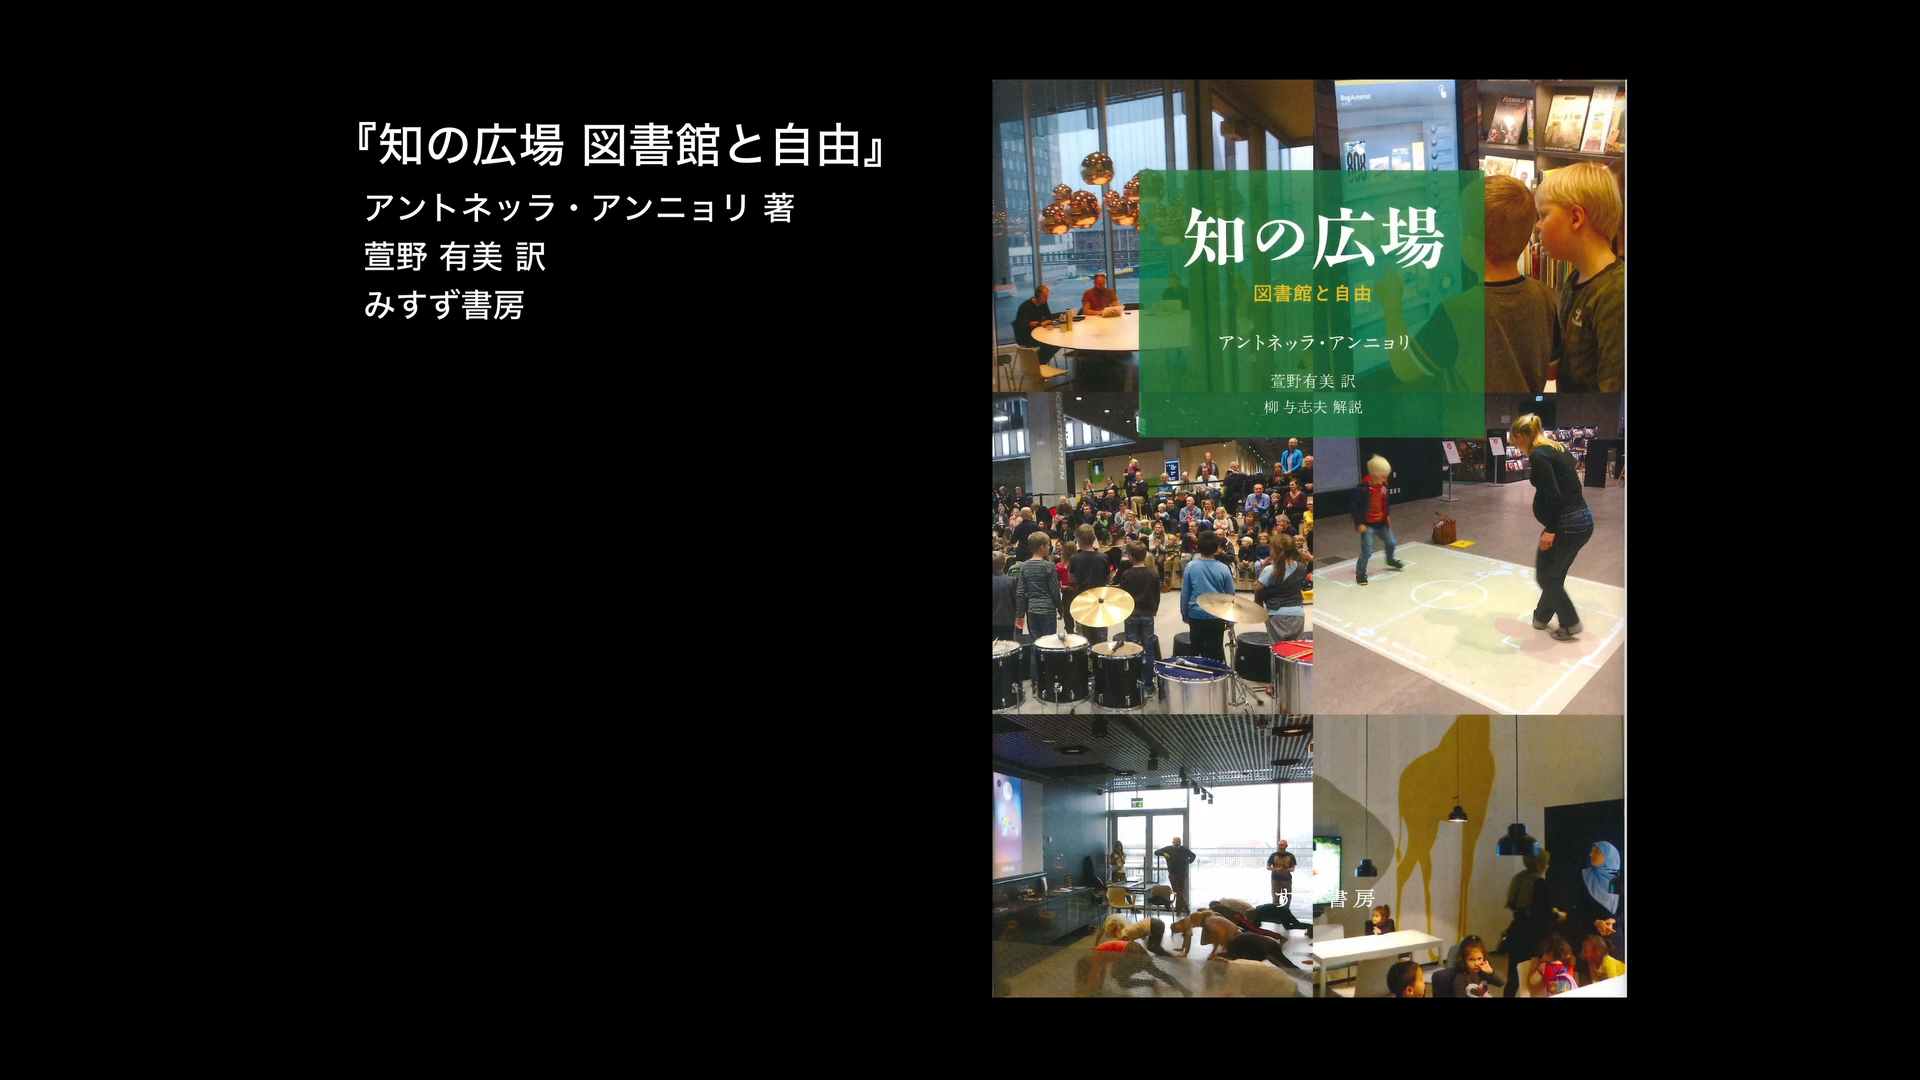 『知の広場 図書館と自由』
アントネッラ・アンニョリ 著
萱野 有美 訳
みすず書房
知の広場
図書館と自由
アントネッラ・アンニョリ
萱野有美 訳
柳 与志夫 解説
BogAutomat
808